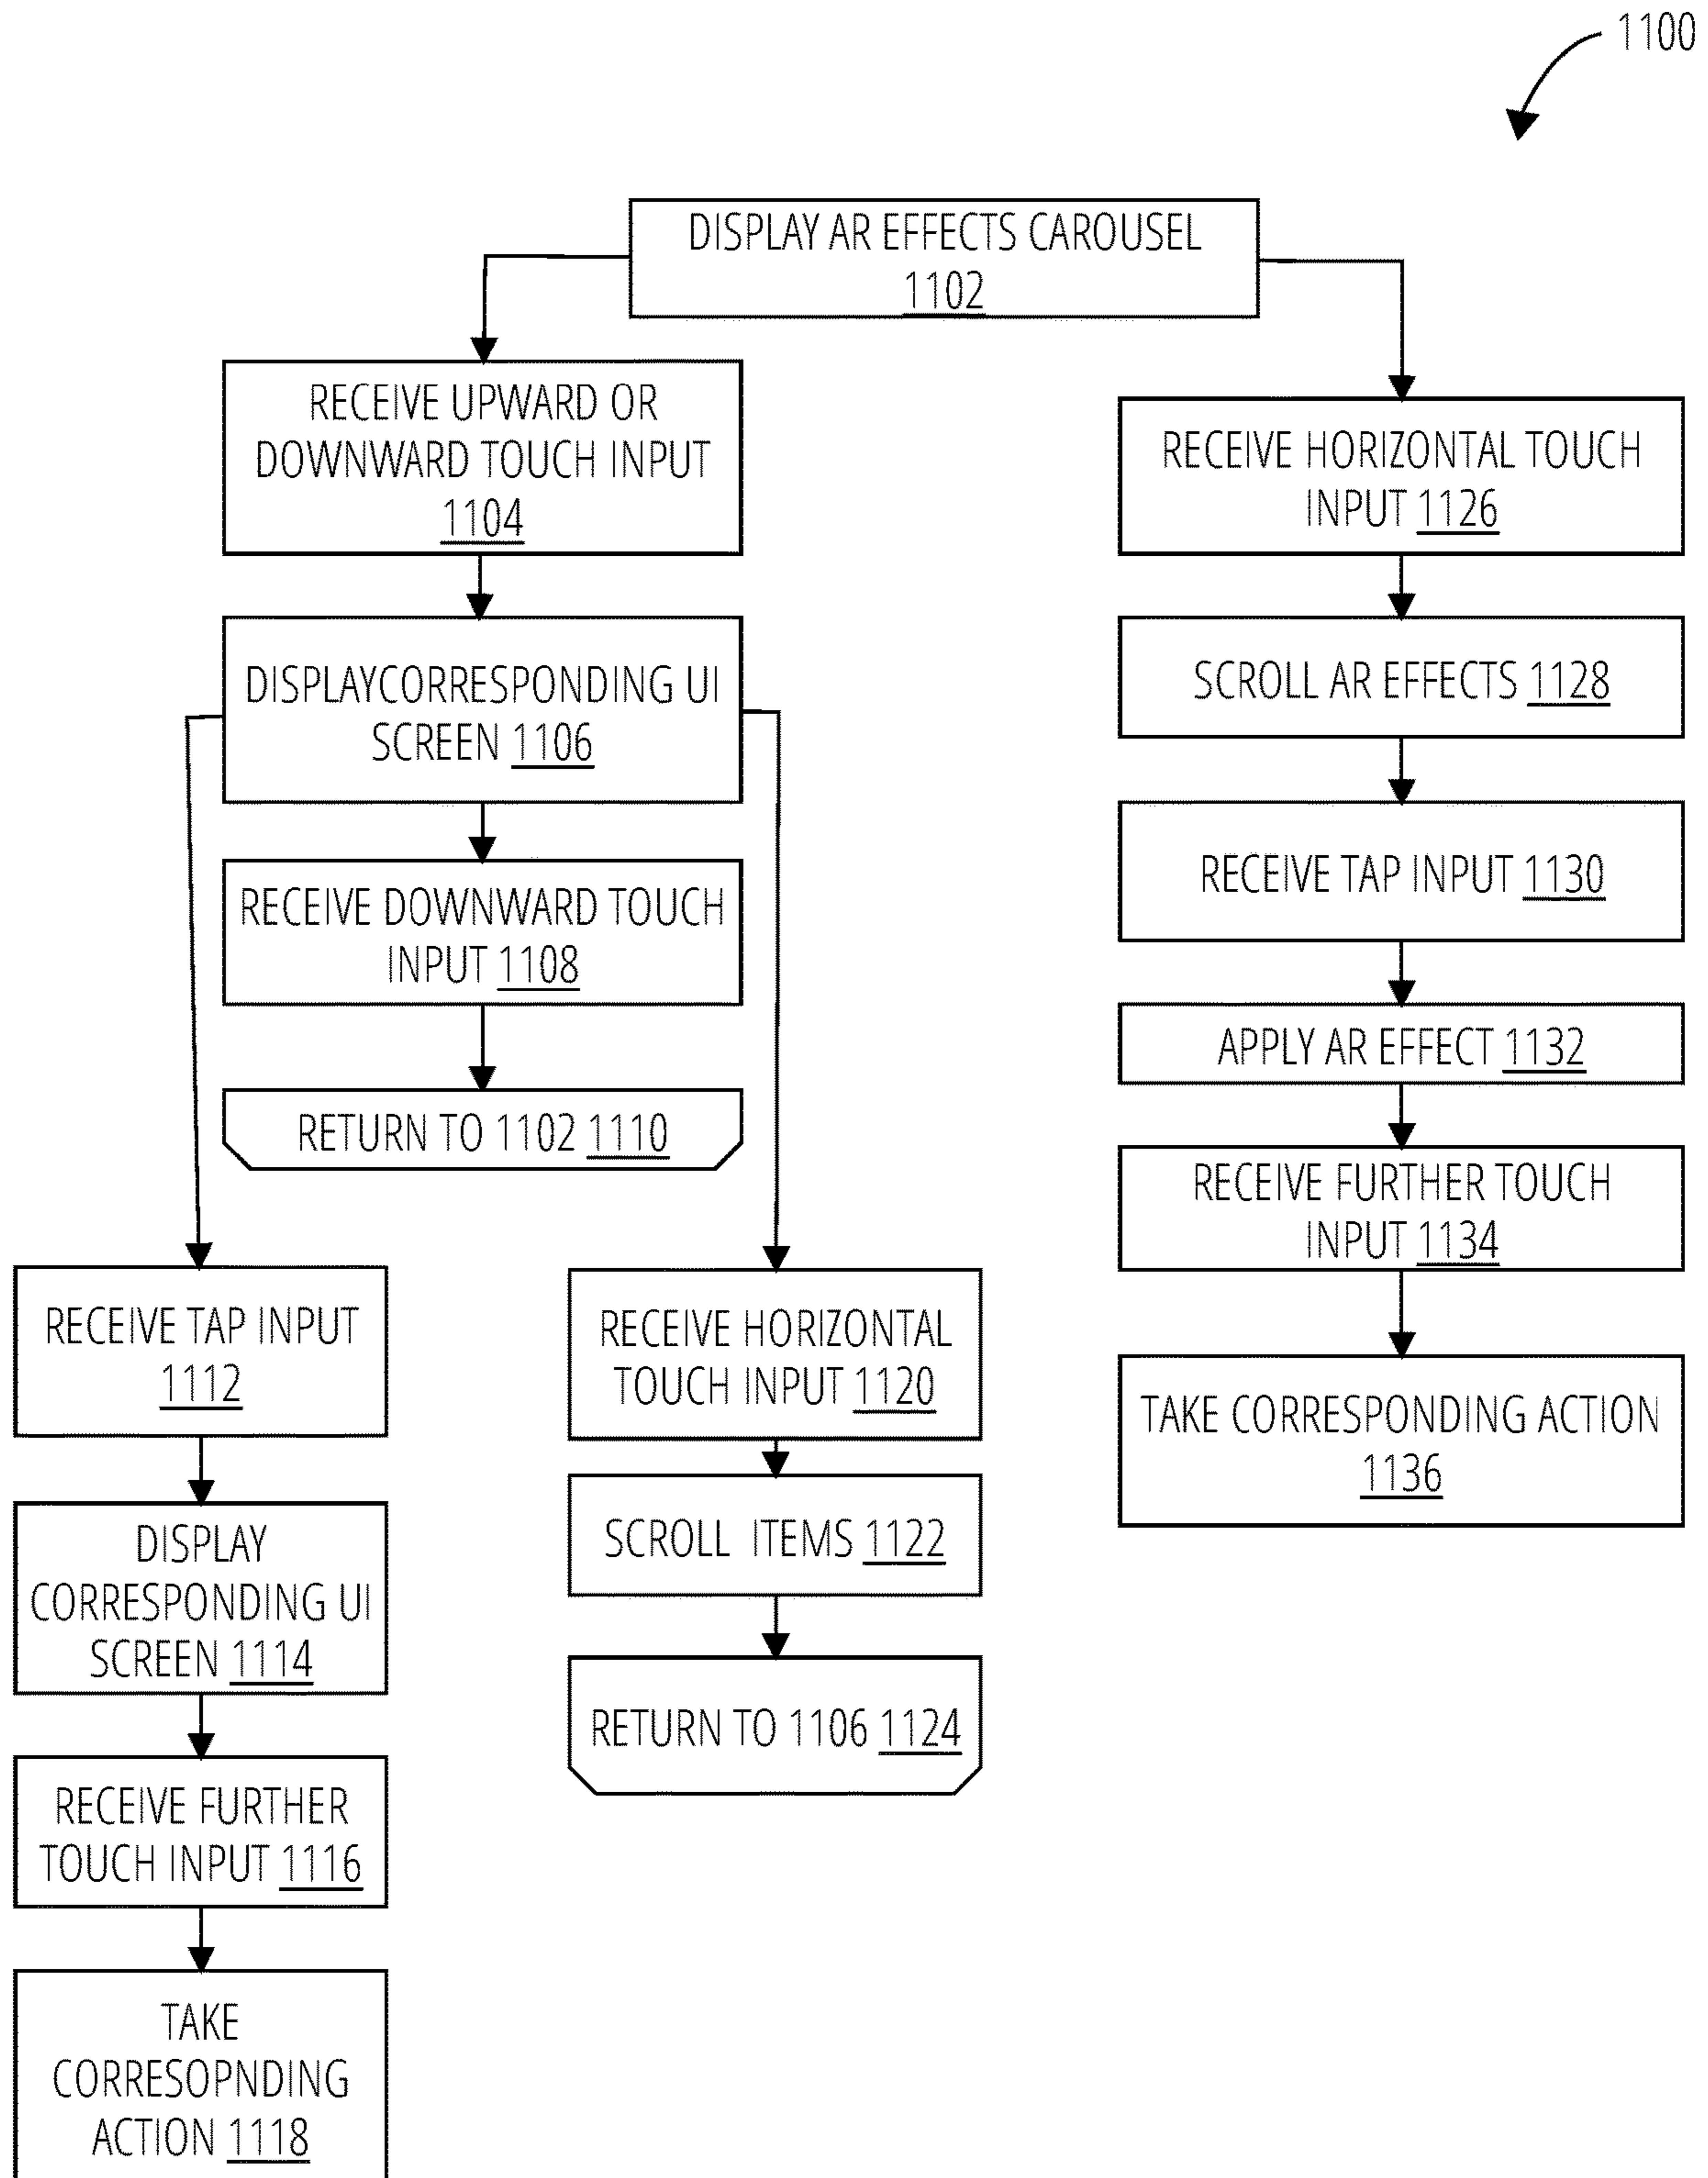 1100
DISPLAY AR EFFECTS CAROUSEL
1102
RECEIVE UPWARD OR
DOWNWARD TOUCH INPUT
1104
DISPLAYCORRESPONDING UI
SCREEN 1106
RECEIVE DOWNWARD TOUCH
INPUT 1108
RETURN TO 1102 1110
RECEIVE TAP INPUT
1112
DISPLAY
CORRESPONDING UI
SCREEN 1114
RECEIVE FURTHER
TOUCH INPUT 1116
TAKE
CORRESOPNDING
ACTION 1118
RECEIVE HORIZONTAL
TOUCH INPUT 1120
SCROLL ITEMS 1122
RETURN TO 1106 1124
RECEIVE HORIZONTAL TOUCH
INPUT 1126
SCROLL AR EFFECTS 1128
RECEIVE TAP INPUT 1130
APPLY AR EFFECT 1132
RECEIVE FURTHER TOUCH
INPUT 1134
TAKE CORRESPONDING ACTION
1136